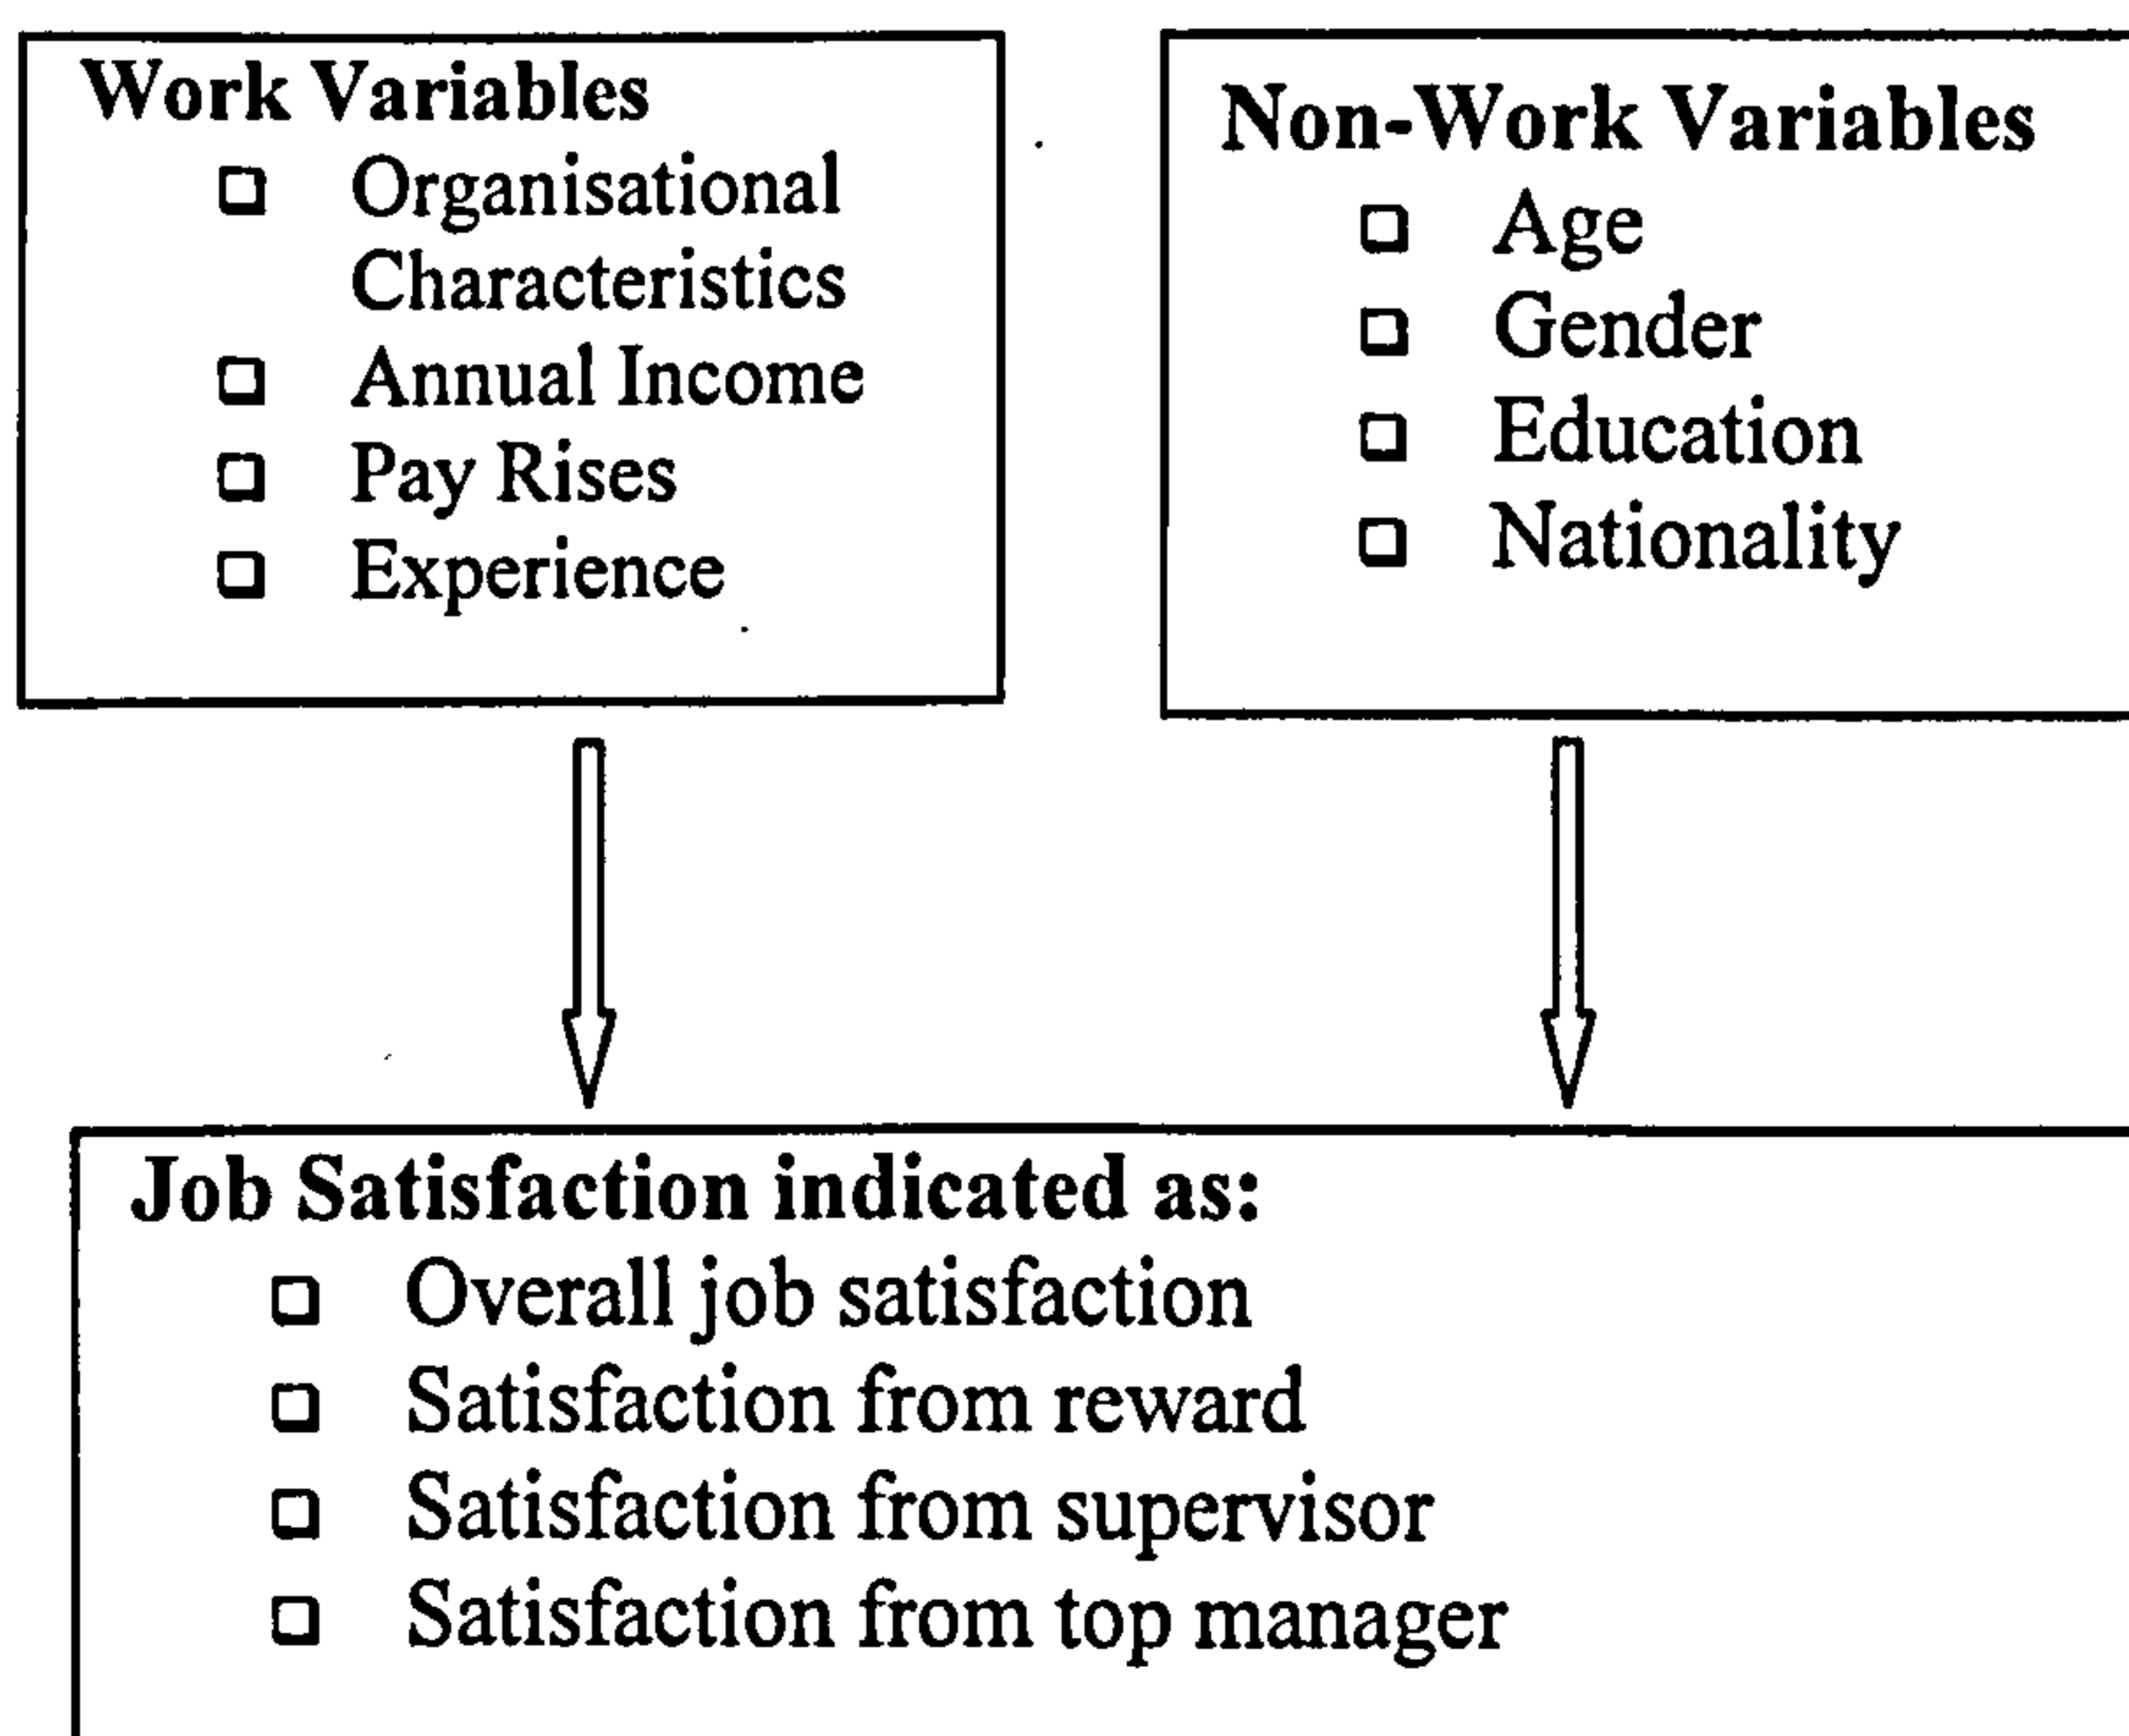 Work Variables
Organisational
Characteristics
Annual Income
Pay Rises
Experience
Non-Work Variables
Age
Gender
Education
Nationality
Job Satisfaction indicated as:
Overall job satisfaction
Satisfaction from reward
Satisfaction from supervisor
Satisfaction from top manager